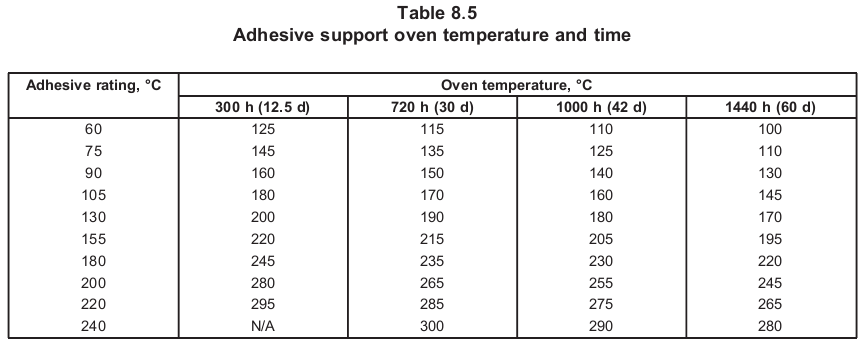 Table 8.5
Adhesive support oven temperature and time
Adhesive rating, °C Oven temperature, °C
300 h (12.5 d) 720 h (30 d) 1000 h (42 d) 1440 h (60 d)
60 125 115 110 100
75 145 135 125 110
90 160 150 140 130
105 180 170 160 145
130 200 190 180 170
155 220 215 205 195
180 245 235 230 220
200 280 265 255 245
220 295 285 275 265
240 N/A 300 290 280